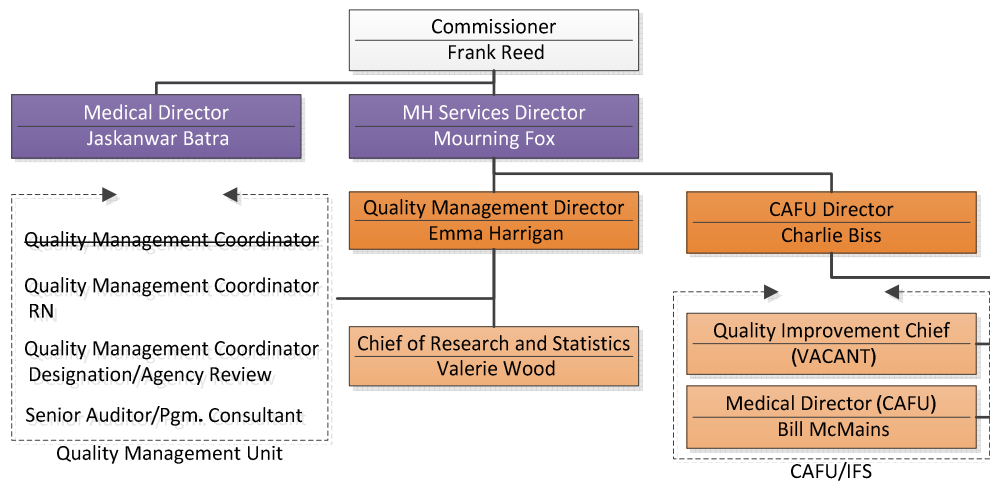 Commissioner
Frank Reed
Medical Director
Jaskanwar Batra
MH Services Director
Mourning Fox
Quality Management Director
Emma Harrigan
CAFU Director
Charlie Biss
Quality Management Coordinator
Quality Management Coordinator
RN
Quality Management Coordinator
Designation/Agency Review
Senior Auditor/Pgm. Consultant
Quality Management Unit
Chief of Research and Statistics
Valerie Wood
Quality Improvement Chief
(VACANT)
Medical Director (CAFU)
Bill McMains
CAFU/IFS